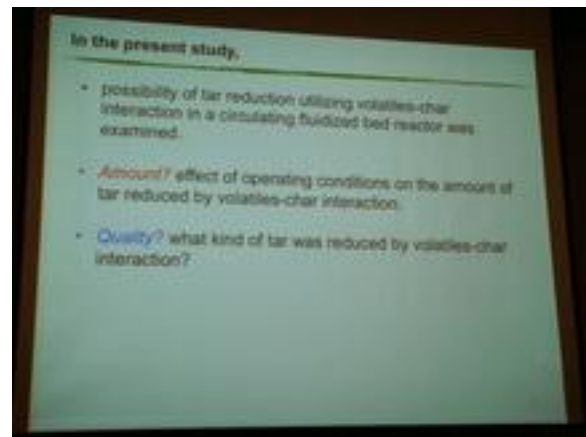 In the present study,
• possibility of tar reduction utilizing volatiles-char
interaction in a circulating fluidized bed reactor was
examined.
• Amount? effect of operating conditions on the amount of
tar reduced by volatiles-char interaction.
• Quality? what kind of tar was reduced by volatiles-char
interaction?